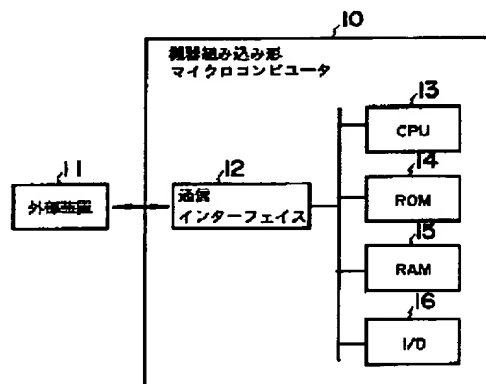 10
機器組み込み形
マイクロコンピュータ
13
CPU
11
12
14
外部装置
通信
インターフェイス
ROM
15
RAM
16
I/O